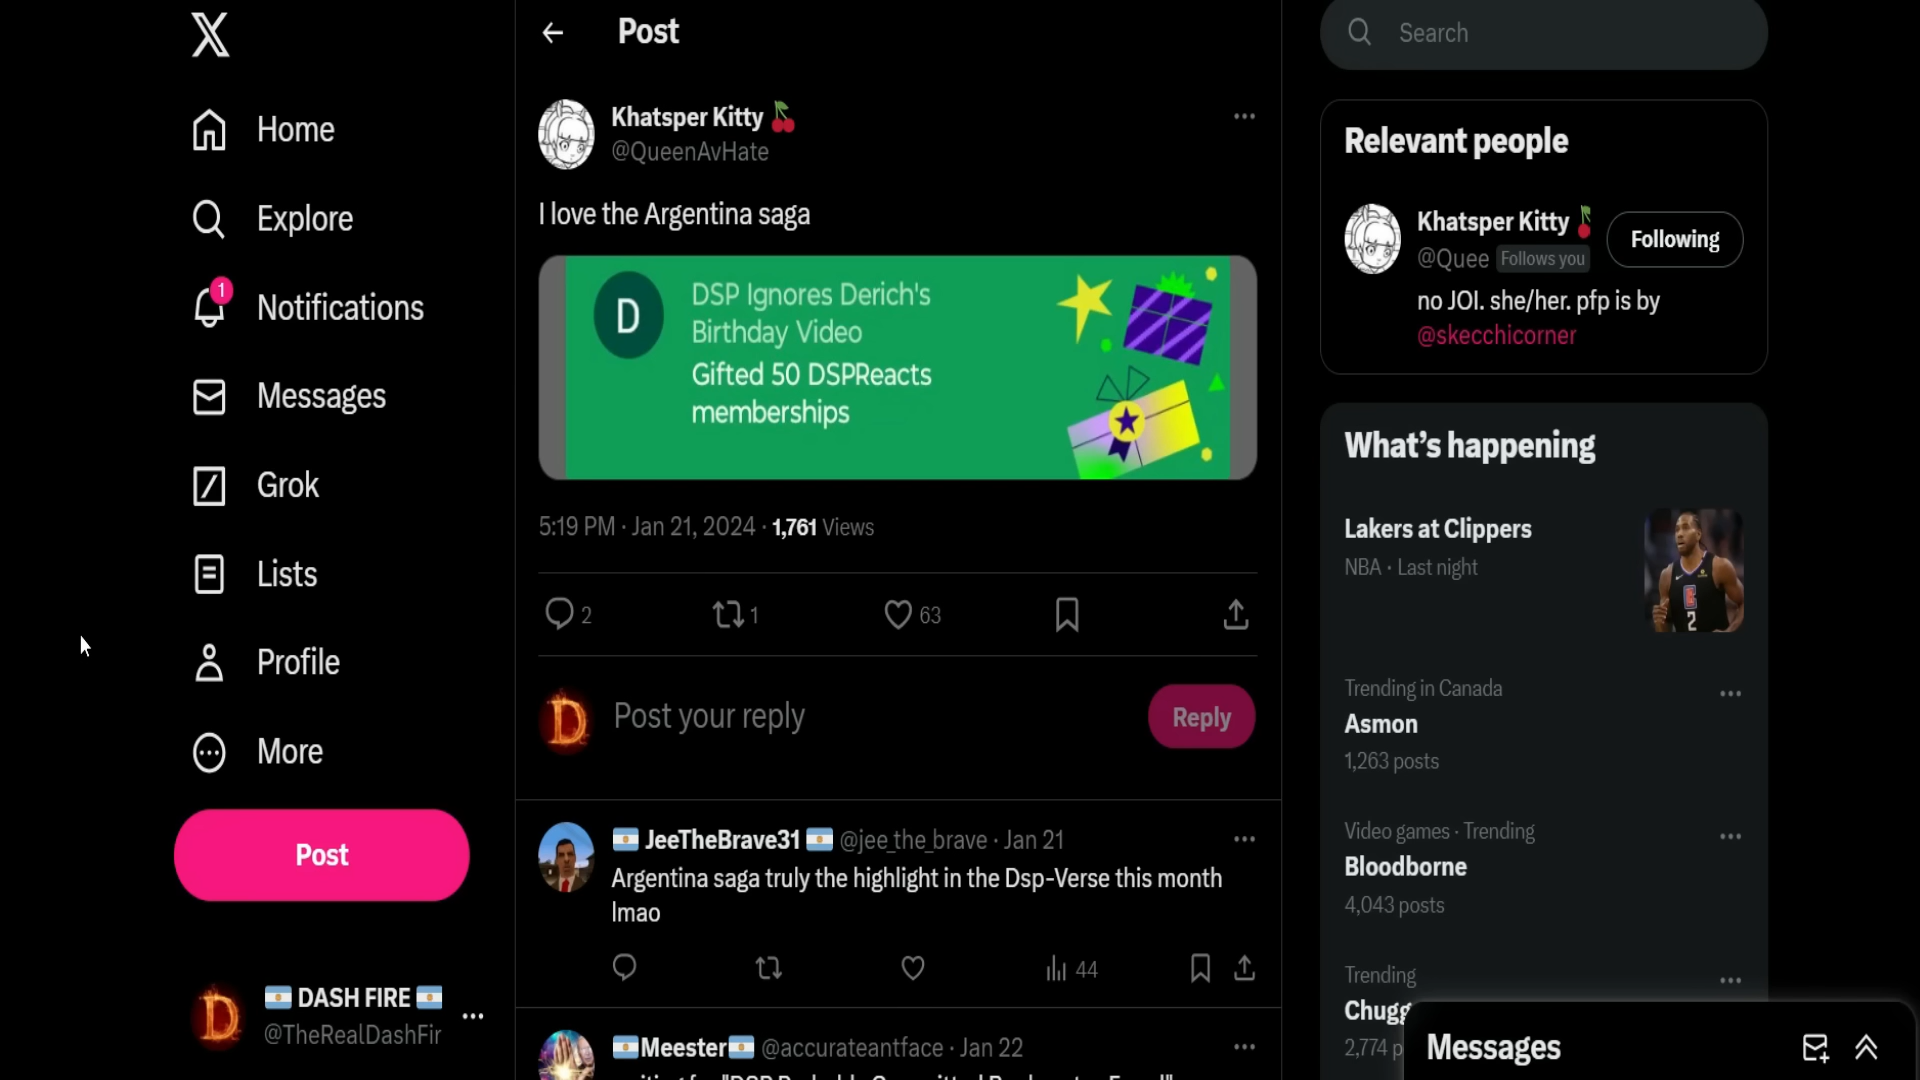 Home
Explore
1
Notifications
Messages
Grok
Lists
Profile
More
Post
DASH FIRE
@TheRealDashFir
Post
Khatsper Kitty
@QueenAvHate
I love the Argentina saga
D
DSP Ignores Derich's
Birthday Video
Gifted 50 DSPReacts
memberships
5:19 PM · Jan 21, 2024 · 1,761 Views
2
1
63
D
Post your reply
Reply
JeeTheBrave31 @jee_the_brave · Jan 21
Argentina saga truly the highlight in the Dsp-Verse this month
lmao
44
Meester @accurateantface · Jan 22
Search
Relevant people
Khatsper Kitty
Following
@Quee Follows you
no JOI. she/her. pfp is by
@skecchicorner
What's happening
Lakers at Clippers
NBA · Last night
Trending in Canada
Asmon
1,263 posts
Video games · Trending
Bloodborne
4,043 posts
Trending
Chugg
2,774 p
Messages